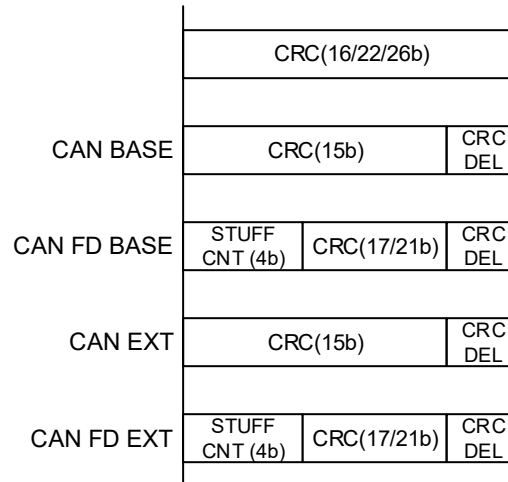 CRC(16/22/26b)
CAN BASE
CRC(15b)
CRC
DEL
CAN FD BASE
STUFF
CNT (4b)
CRC(17/21b)
CRC
DEL
CAN EXT
CRC(15b)
CRC
DEL
CAN FD EXT
STUFF
CNT (4b)
CRC(17/21b)
CRC
DEL